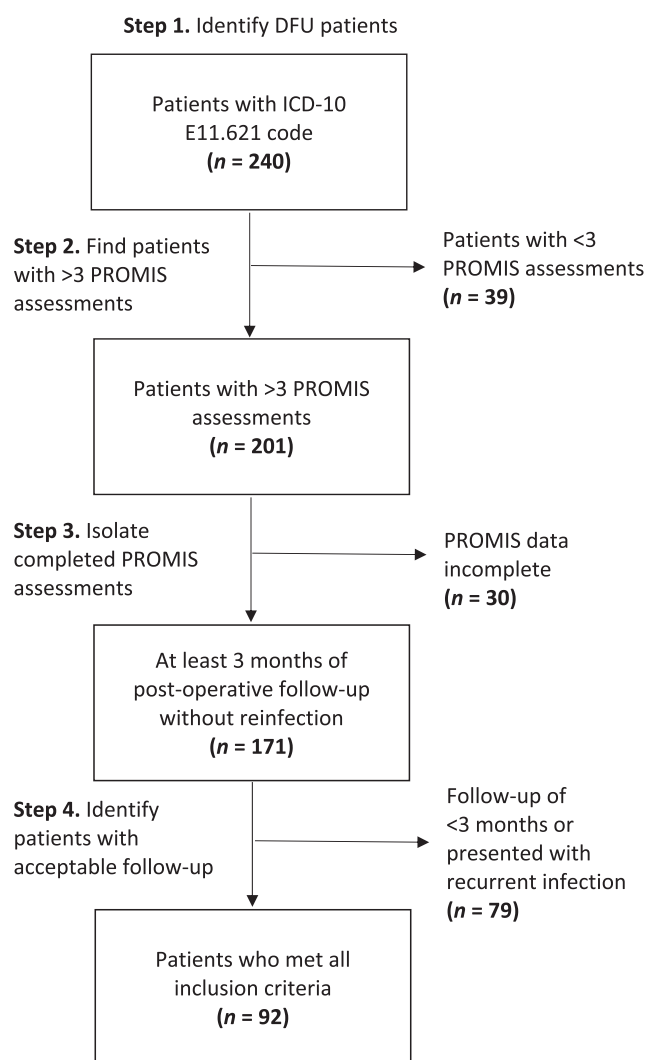 Step 1. Identify DFU patients
Patients with ICD-10
E11.621 code
(n = 240)
Step 2. Find patients
with >3 PROMIS
assessments
Patients with <3
PROMIS assessments
(n = 39)
Patients with >3 PROMIS
assessments
(n = 201)
Step 3. Isolate
completed PROMIS
assessments
PROMIS data
incomplete
(n = 30)
At least 3 months of
post-operative follow-up
without reinfection
(n = 171)
Step 4. Identify
patients with
acceptable follow-up
Follow-up of
<3 months or
presented with
recurrent infection
(n = 79)
Patients who met all
inclusion criteria
(n = 92)